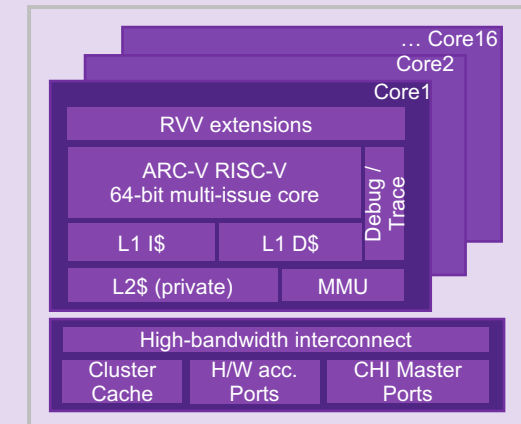 … Core16
Core2
Core1
RVV extensions
ARC-V RISC-V
64-bit multi-issue core
Debug /
Trace
L1 I$
L1 D$
L2$ (private)
MMU
High-bandwidth interconnect
Cluster
Cache
H/W acc.
Ports
CHI Master
Ports